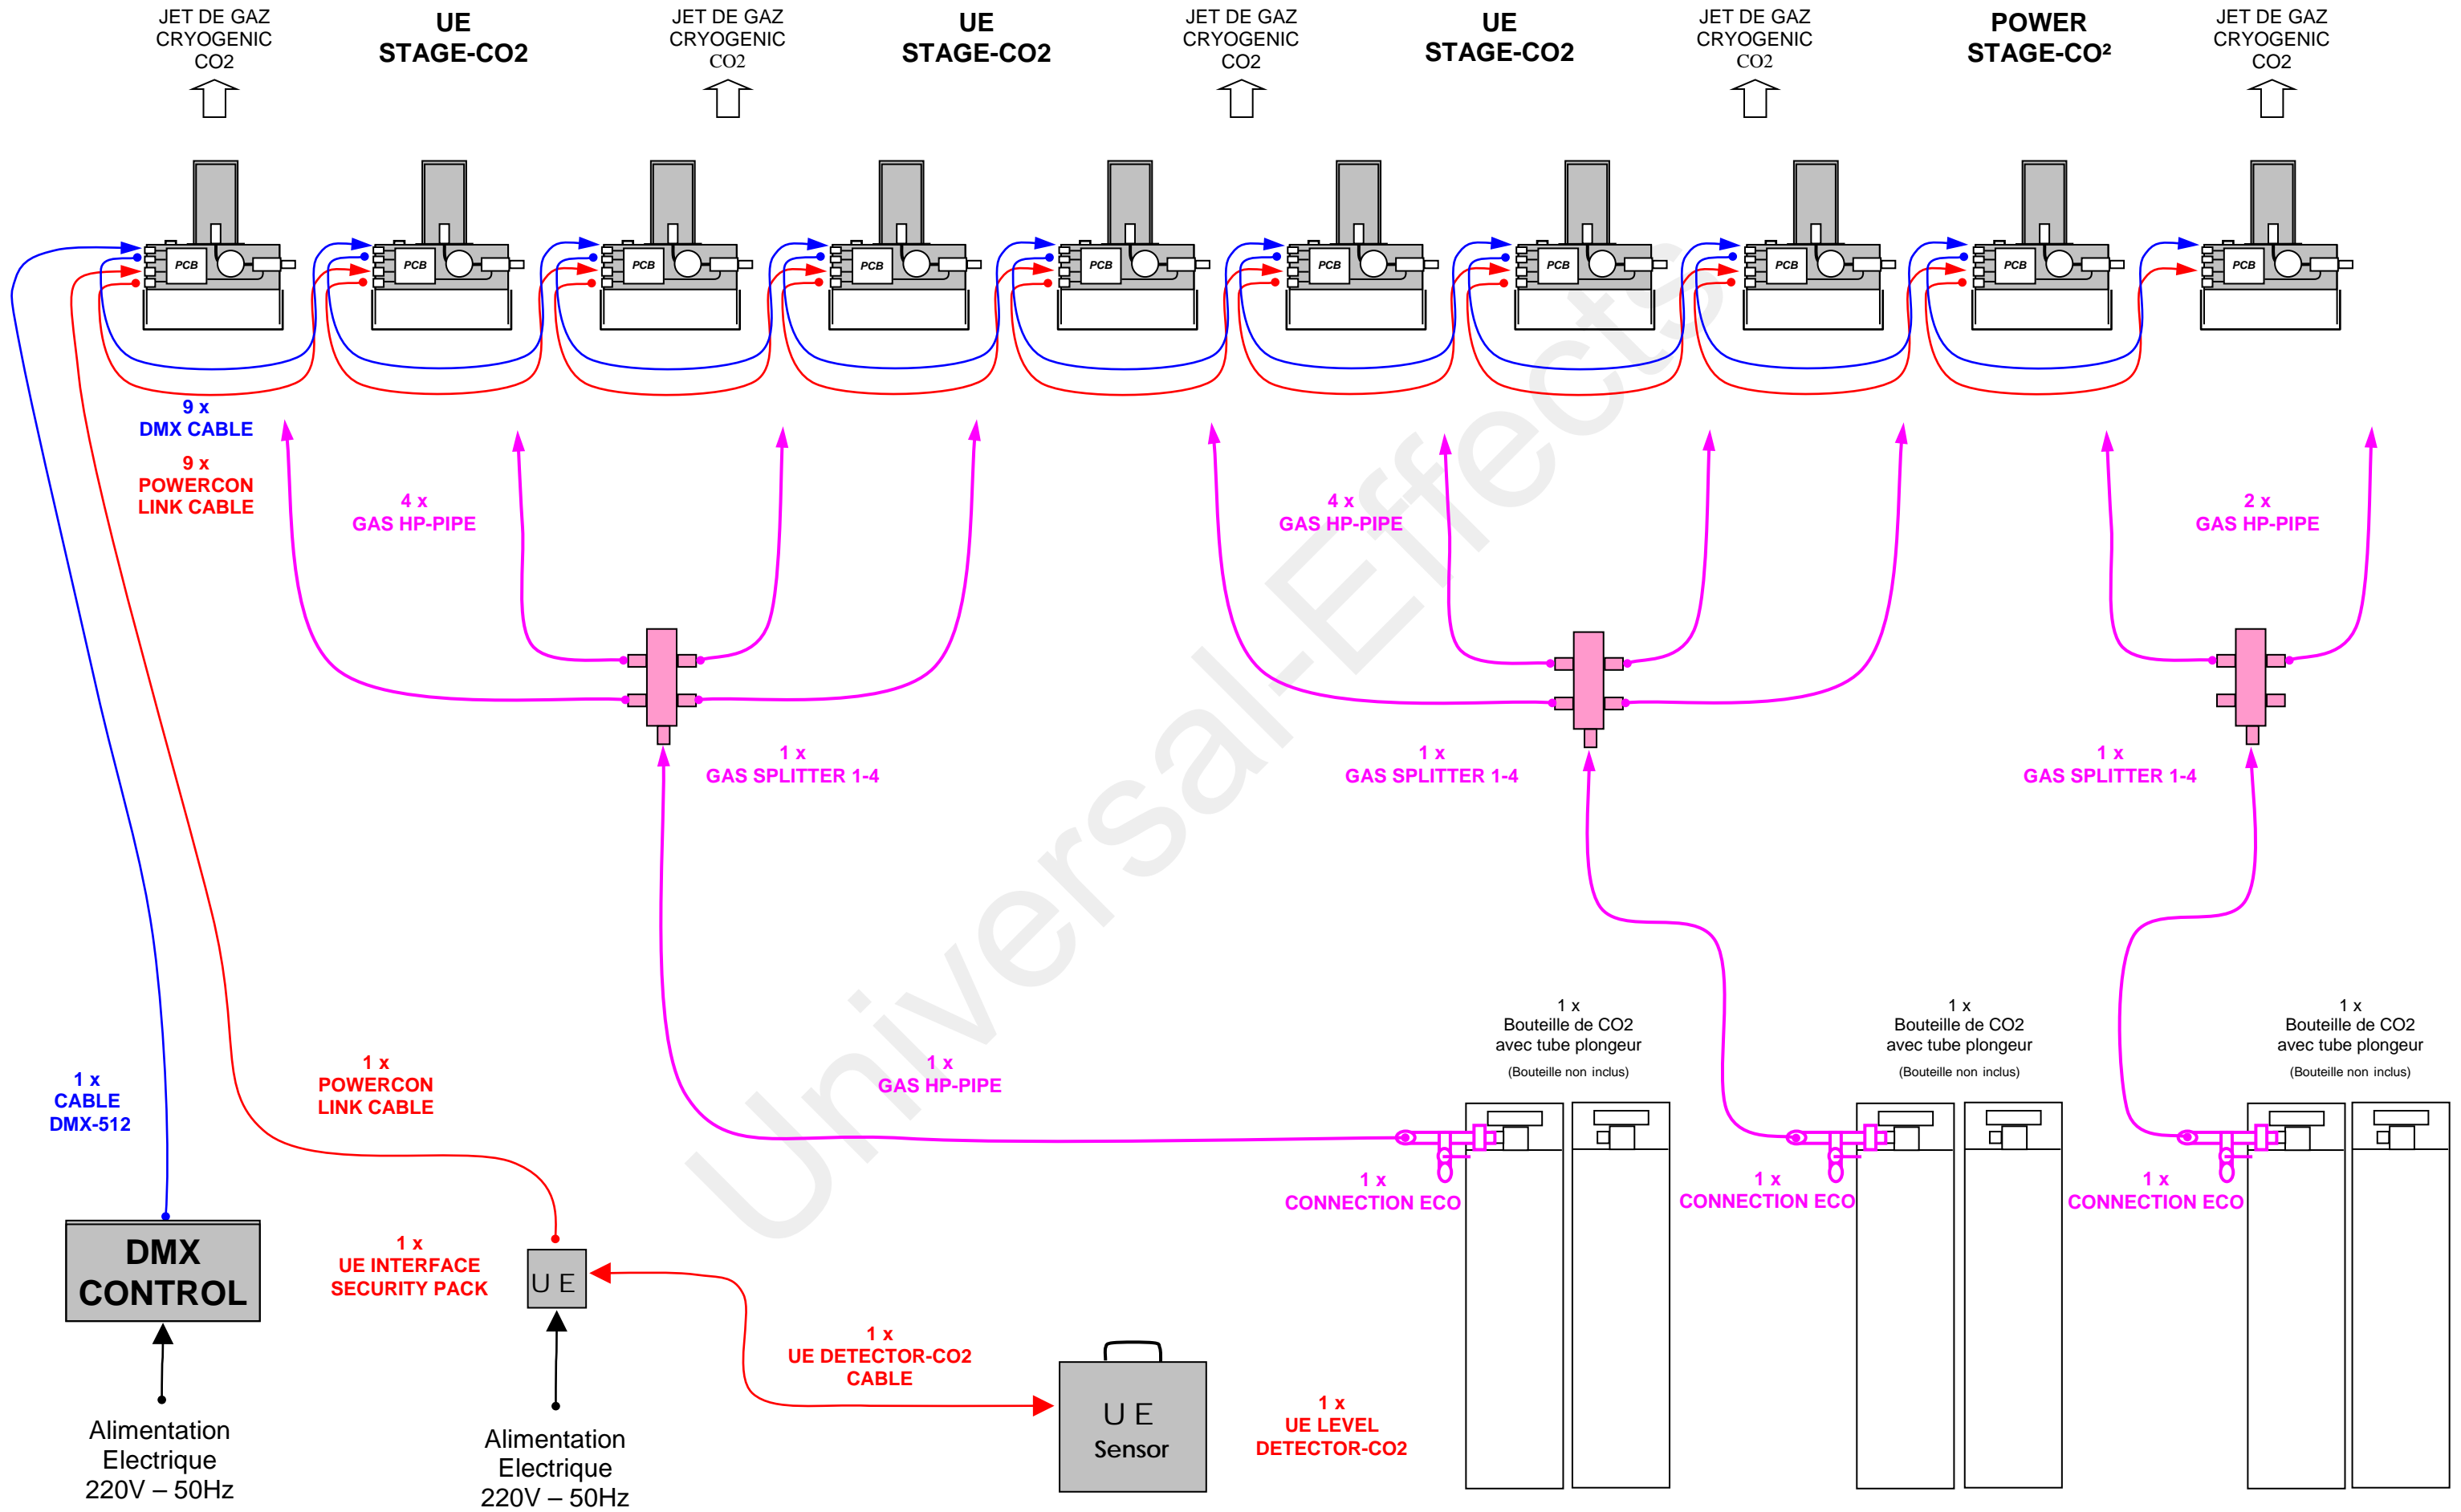 JET DE GAZ
CRYOGENIC
CO2
UE
STAGE-CO2
JET DE GAZ
CRYOGENIC
CO2
UE
STAGE-CO2
JET DE GAZ
CRYOGENIC
CO2
UE
STAGE-CO2
JET DE GAZ
CRYOGENIC
CO2
POWER
STAGE-CO²
JET DE GAZ
CRYOGENIC
CO2
PCB
PCB
PCB
PCB
PCB
PCB
PCB
PCB
PCB
PCB
9 x
DMX CABLE
9 x
POWERCON
LINK CABLE
4 x
GAS HP-PIPE
4 x
GAS HP-PIPE
2 x
GAS HP-PIPE
1 x
GAS SPLITTER 1-4
1 x
GAS SPLITTER 1-4
1 x
GAS SPLITTER 1-4
Universal-Effects
1 x
CABLE
DMX-512
1 x
POWERCON
LINK CABLE
1 x
GAS HP-PIPE
1 x
Bouteille de CO2
avec tube plongeur
(Bouteille non inclus)
1 x
Bouteille de CO2
avec tube plongeur
(Bouteille non inclus)
1 x
Bouteille de CO2
avec tube plongeur
(Bouteille non inclus)
1 x
CONNECTION ECO
1 x
CONNECTION ECO
1 x
CONNECTION ECO
DMX
CONTROL
1 x
UE INTERFACE
SECURITY PACK
UE
1 x
UE DETECTOR-CO2
CABLE
UE
Sensor
1 x
UE LEVEL
DETECTOR-CO2
Alimentation
Electrique
220V – 50Hz
Alimentation
Electrique
220V – 50Hz